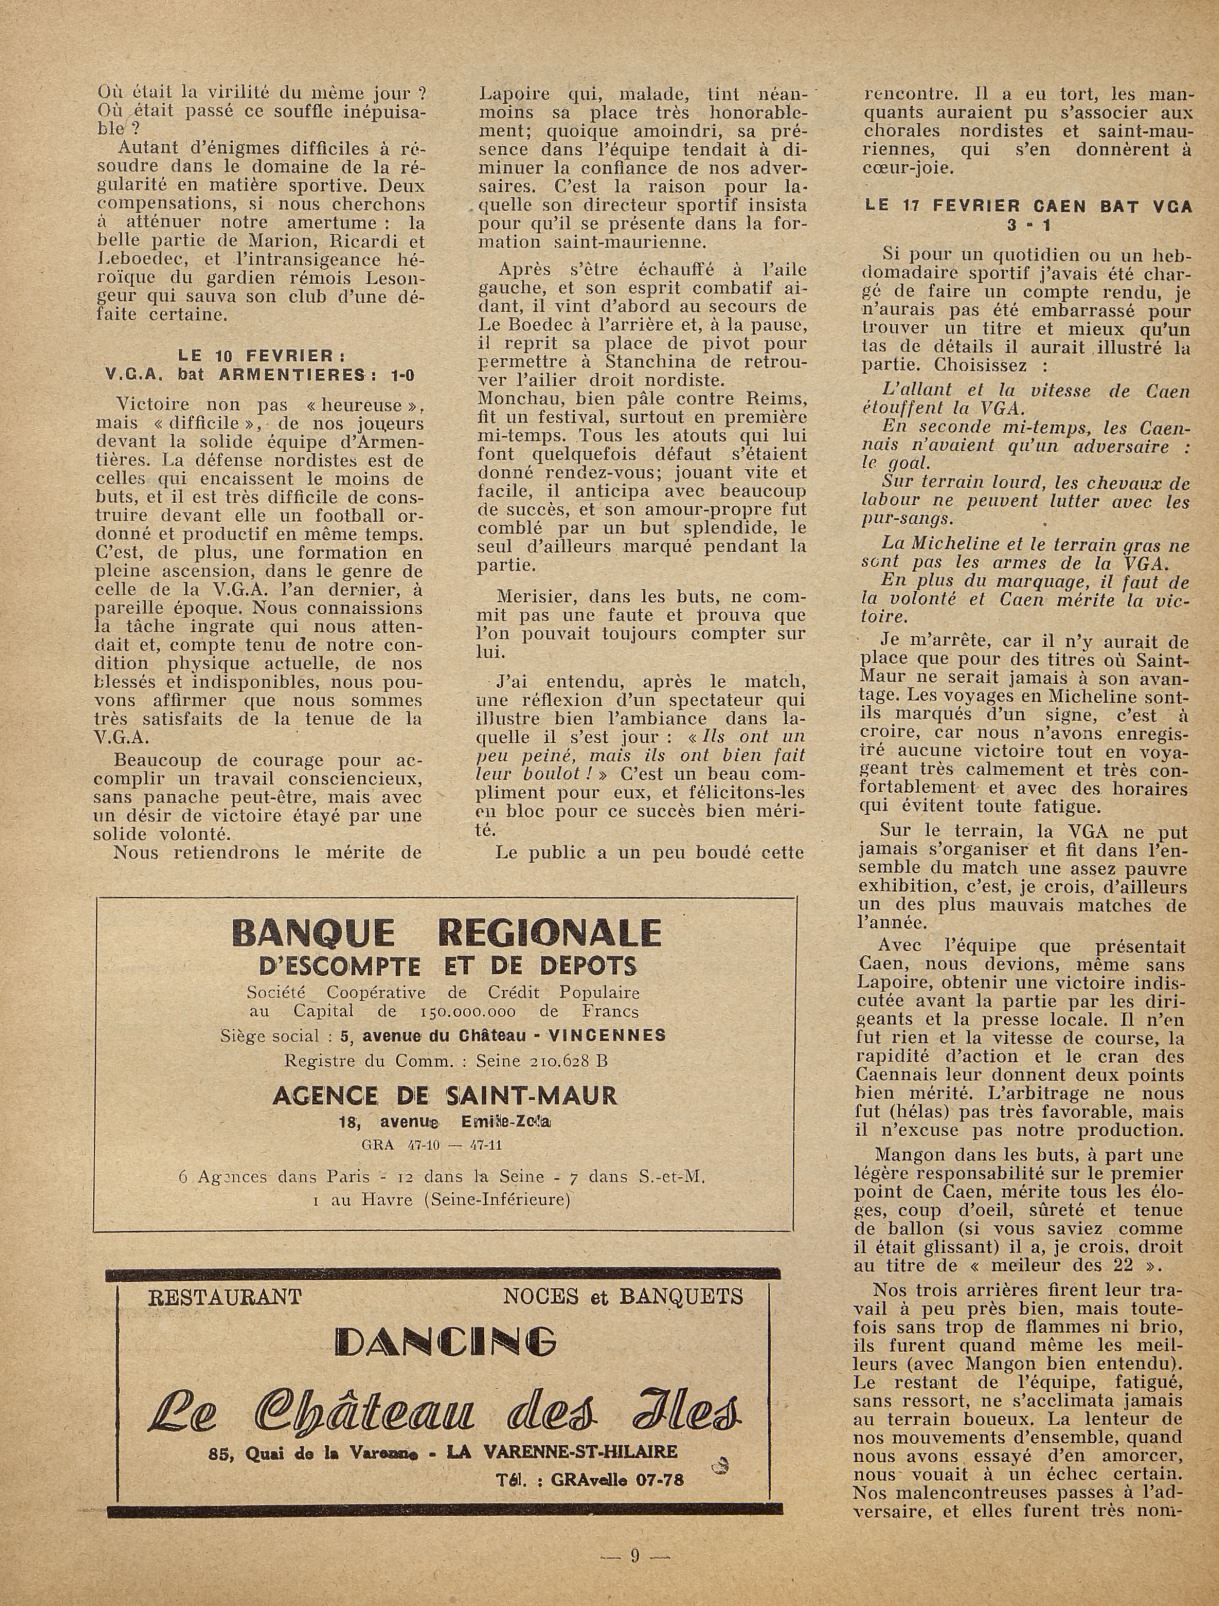 Où était la virilité du même jour ?
Où était passé ce souffle inépuisa-
ble ?
Autant d'énigmes difficiles à ré-
soudre dans le domaine de la ré-
gularité en matière sportive. Deux
compensations, si nous cherchons
à atténuer notre amertume : la
belle partie de Marion, Ricardi et
Leboedec, et l'intransigeance hé-
roïque du gardien rémois Leson-
geur qui sauva son club d'une dé-
faite certaine.
LE 10 FEVRIER :
V.G.A. bat ARMENTIERES : 1-0
Victoire non pas « heureuse »,
mais « difficile », de nos joueurs
devant la solide équipe d'Armen-
tières. La défense nordistes est de
celles qui encaissent le moins de
buts, et il est très difficile de cons-
truire devant elle un football or-
donné et productif en même temps.
C'est, de plus, une formation en
pleine ascension, dans le genre de
celle de la V.G.A. l'an dernier, à
pareille époque. Nous connaissions
la tâche ingrate qui nous atten-
dait et, compte tenu de notre con-
dition physique actuelle, de nos
blessés et indisponibles, nous pou-
vons affirmer que nous sommes
très satisfaits de la tenue de la
V.G.A.
Beaucoup de courage pour ac-
complir un travail consciencieux,
sans panache peut-être, mais avec
un désir de victoire étayé par une
solide volonté.
Nous retiendrons le mérite de
Lapoire qui, malade, tint néan-
moins sa place très honorable-
ment; quoique amoindri, sa pré-
sence dans l'équipe tendait à di-
minuer la confiance de nos adver-
saires. C'est la raison pour la-
quelle son directeur sportif insista
pour qu'il se présente dans la for-
mation saint-maurienne.
Après s'être échauffé à l'aile
gauche, et son esprit combatif ai-
dant, il vint d'abord au secours de
Le Boedec à l'arrière et, à la pause,
il reprit sa place de pivot pour
permettre à Stanchina de retrou-
ver l'ailier droit nordiste.
Monchau, bien pâle contre Reims,
fit un festival, surtout en première
mi-temps. Tous les atouts qui lui
font quelquefois défaut s'étaient
donné rendez-vous; jouant vite et
facile, il anticipa avec beaucoup
de succès, et son amour-propre fut
comblé par un but splendide, le
seul d'ailleurs marqué pendant la
partie.
Merisier, dans les buts, ne com-
mit pas une faute et prouva que
l'on pouvait toujours compter sur
lui.
J'ai entendu, après le match,
une réflexion d'un spectateur qui
illustre bien l'ambiance dans la-
quelle il s'est jour : « Ils ont un
peu peiné, mais ils ont bien fait
leur boulot ! » C'est un beau com-
pliment pour eux, et félicitons-les
en bloc pour ce succès bien méri-
té.
Le public a un peu boudé cette
rencontre. Il a eu tort, les man-
quants auraient pu s'associer aux
chorales nordistes et saint-mau-
riennes, qui s'en donnèrent à
cœur-joie.
LE 17 FEVRIER CAEN BAT VGA
3 - 1
Si pour un quotidien ou un heb-
domadaire sportif j'avais été char-
gé de faire un compte rendu, je
n'aurais pas été embarrassé pour
trouver un titre et mieux qu'un
tas de détails il aurait illustré la
partie. Choisissez :
L'allant et la vitesse de Caen
étouffent la VGA.
En seconde mi-temps, les Caen-
nais n'avaient qu'un adversaire :
le goal.
Sur terrain lourd, les chevaux de
labour ne peuvent lutter avec les
pur-sangs.
La Micheline et le terrain gras ne
sont pas les armes de la VGA.
En plus du marquage, il faut de
la volonté et Caen mérite la vic-
toire.
Je m'arrête, car il n'y aurait de
place que pour des titres où Saint-
Maur ne serait jamais à son avan-
tage. Les voyages en Micheline sont-
ils marqués d'un signe, c'est à
croire, car nous n'avons enregis-
tré aucune victoire tout en voya-
geant très calmement et très con-
fortablement et avec des horaires
qui évitent toute fatigue.
Sur le terrain, la VGA ne put
jamais s'organiser et fit dans l'en-
semble du match une assez pauvre
exhibition, c'est, je crois, d'ailleurs
un des plus mauvais matches de
l'année.
Avec l'équipe que présentait
Caen, nous devions, même sans
Lapoire, obtenir une victoire indis-
cutée avant la partie par les diri-
geants et la presse locale. Il n'en
fut rien et la vitesse de course, la
rapidité d'action et le cran des
Caennais leur donnent deux points
bien mérité. L'arbitrage ne nous
fut (hélas) pas très favorable, mais
il n'excuse pas notre production.
Mangon dans les buts, à part une
légère responsabilité sur le premier
point de Caen, mérite tous les élo-
ges, coup d'oeil, sûreté et tenue
de ballon (si vous saviez comme
il était glissant) il a, je crois, droit
au titre de « meileur des 22 ».
Nos trois arrières firent leur tra-
vail à peu près bien, mais toute-
fois sans trop de flammes ni brio,
ils furent quand même les meil-
leurs (avec Mangon bien entendu).
Le restant de l'équipe, fatigué,
sans ressort, ne s'acclimata jamais
au terrain boueux. La lenteur de
nos mouvements d'ensemble, quand
nous avons essayé d'en amorcer,
nous vouait à un échec certain.
Nos malencontreuses passes à l'ad-
versaire, et elles furent très nom-
BANQUE REGIONALE
D'ESCOMPTE ET DE DEPOTS
Société Coopérative de Crédit Populaire
au Capital de 150.000.000 de Francs
Siège social : 5, avenue du Château - VINCENNES
Registre du Comm. : Seine 210.628 B
AGENCE DE SAINT-MAUR
18, avenue Emile-Zola
GRA 47-10 — 47-11
6 Agences dans Paris - 12 dans la Seine - 7 dans S.-et-M.
1 au Havre (Seine-Inférieure)
RESTAURANT NOCES et BANQUETS
DANCING
Le Château des Iles
85, Quai de la Varenne - LA VARENNE-ST-HILAIRE
Tél. : GRAvelle 07-78
— 9 —